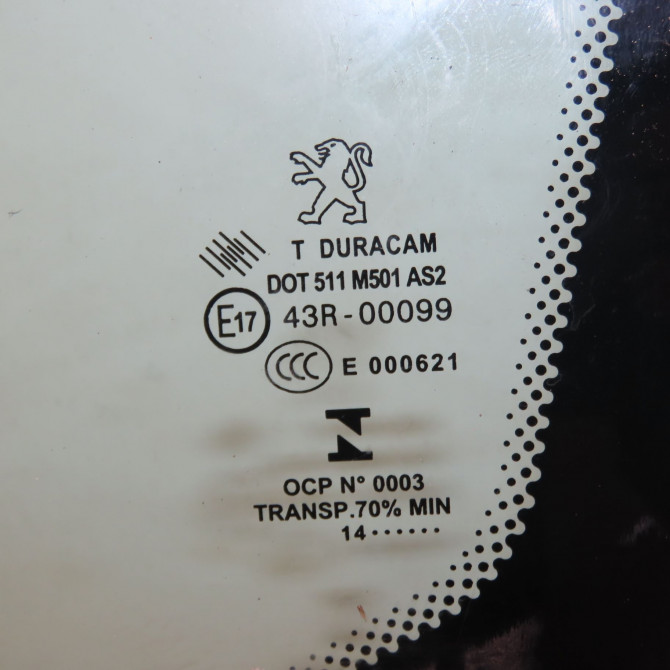 T DURACAM
DOT 511 M501 AS2
E17 43R-00099
CCC E 000621
OCP N° 0003
TRANSP.70% MIN
14······